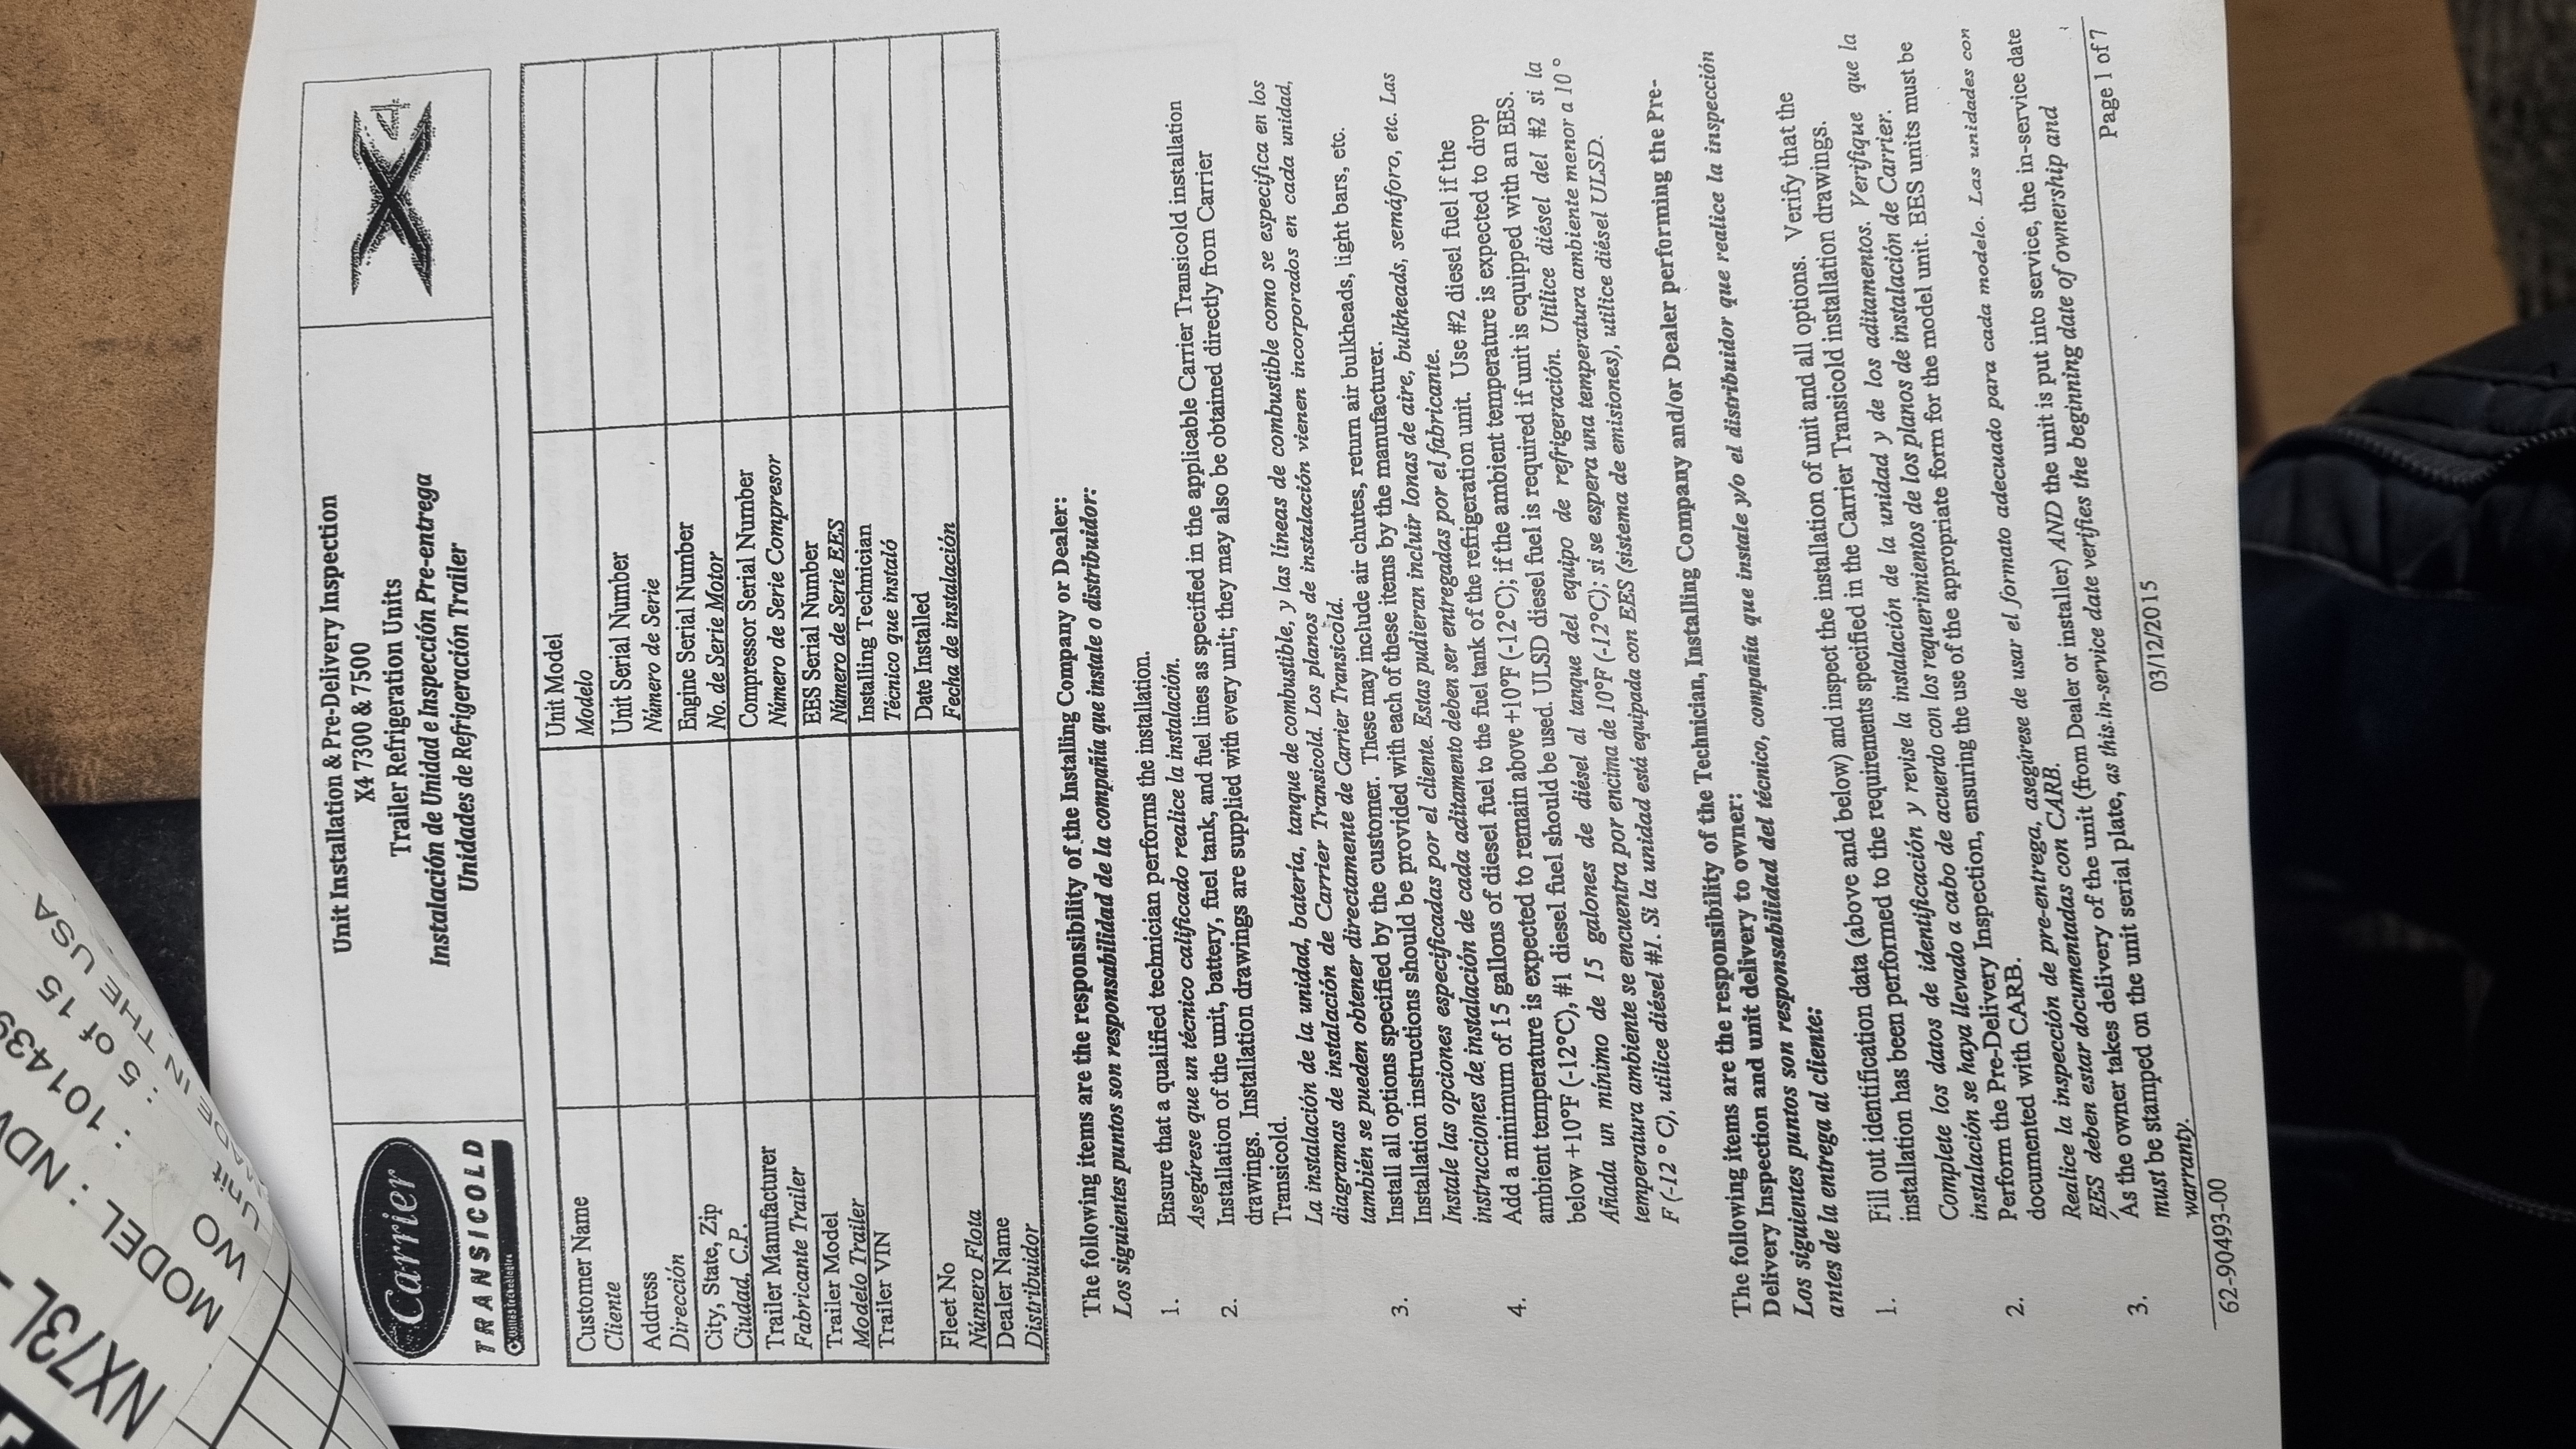 NX73L -
MODEL : ND
WO : 10143
Unit : 5 of 15
MADE IN THE USA
Carrier
TRANSICOLD
Unit Installation & Pre-Delivery Inspection
X4 7300 & 7500
Trailer Refrigeration Units
Instalación de Unidad e Inspección Pre-entrega
Unidades de Refrigeración Trailer
X4
Customer Name
Cliente
Address
Dirección
City, State, Zip
Ciudad, C.P.
Trailer Manufacturer
Fabricante Trailer
Trailer Model
Modelo Trailer
Trailer VIN
Fleet No
Número Flota
Dealer Name
Distribuidor
Unit Model
Modelo
Unit Serial Number
Número de Serie
Engine Serial Number
No. de Serie Motor
Compressor Serial Number
Número de Serie Compresor
EES Serial Number
Número de Serie EES
Installing Technician
Técnico que instaló
Date Installed
Fecha de instalación
The following items are the responsibility of the Installing Company or Dealer:
Los siguientes puntos son responsabilidad de la compañía que instale o distribuidor:
1. Ensure that a qualified technician performs the installation.
Asegúrese que un técnico calificado realice la instalación.
2. Installation of the unit, battery, fuel tank, and fuel lines as specified in the applicable Carrier Transicold installation
drawings. Installation drawings are supplied with every unit; they may also be obtained directly from Carrier
Transicold.
La instalación de la unidad, batería, tanque de combustible, y las líneas de combustible como se especifica en los
diagramas de instalación de Carrier Transicold. Los planos de instalación vienen incorporados en cada unidad,
también se pueden obtener directamente de Carrier Transicold.
3. Install all options specified by the customer. These may include air chutes, return air bulkheads, light bars, etc.
Installation instructions should be provided with each of these items by the manufacturer.
Instale las opciones especificadas por el cliente. Estas pudieran incluir lonas de aire, bulkheads, semáforo, etc. Las
instrucciones de instalación de cada aditamento deben ser entregadas por el fabricante.
4. Add a minimum of 15 gallons of diesel fuel to the fuel tank of the refrigeration unit. Use #2 diesel fuel if the
ambient temperature is expected to remain above +10°F (-12°C); if the ambient temperature is expected to drop
below +10°F (-12°C), #1 diesel fuel should be used. ULSD diesel fuel is required if unit is equipped with an EES.
Añada un mínimo de 15 galones de diésel al tanque del equipo de refrigeración. Utilice diésel del #2 si la
temperatura ambiente se encuentra por encima de 10°F (-12°C); si se espera una temperatura ambiente menor a 10 °
F (-12 ° C), utilice diésel #1. Si la unidad está equipada con EES (sistema de emisiones), utilice diésel ULSD.
The following items are the responsibility of the Technician, Installing Company and/or Dealer performing the Pre-
Delivery Inspection and unit delivery to owner:
Los siguientes puntos son responsabilidad del técnico, compañía que instale y/o el distribuidor que realice la inspección
antes de la entrega al cliente:
1. Fill out identification data (above and below) and inspect the installation of unit and all options. Verify that the
installation has been performed to the requirements specified in the Carrier Transicold installation drawings.
Complete los datos de identificación y revise la instalación de la unidad y de los aditamentos. Verifique que la
instalación se haya llevado a cabo de acuerdo con los requerimientos de los planos de instalación de Carrier.
2. Perform the Pre-Delivery Inspection, ensuring the use of the appropriate form for the model unit. EES units must be
documented with CARB.
Realice la inspección de pre-entrega, asegúrese de usar el formato adecuado para cada modelo. Las unidades con
EES deben estar documentadas con CARB.
3. As the owner takes delivery of the unit (from Dealer or installer) AND the unit is put into service, the in-service date
must be stamped on the unit serial plate, as this in-service date verifies the beginning date of ownership and
warranty.
62-90493-00
03/12/2015
Page 1 of 7